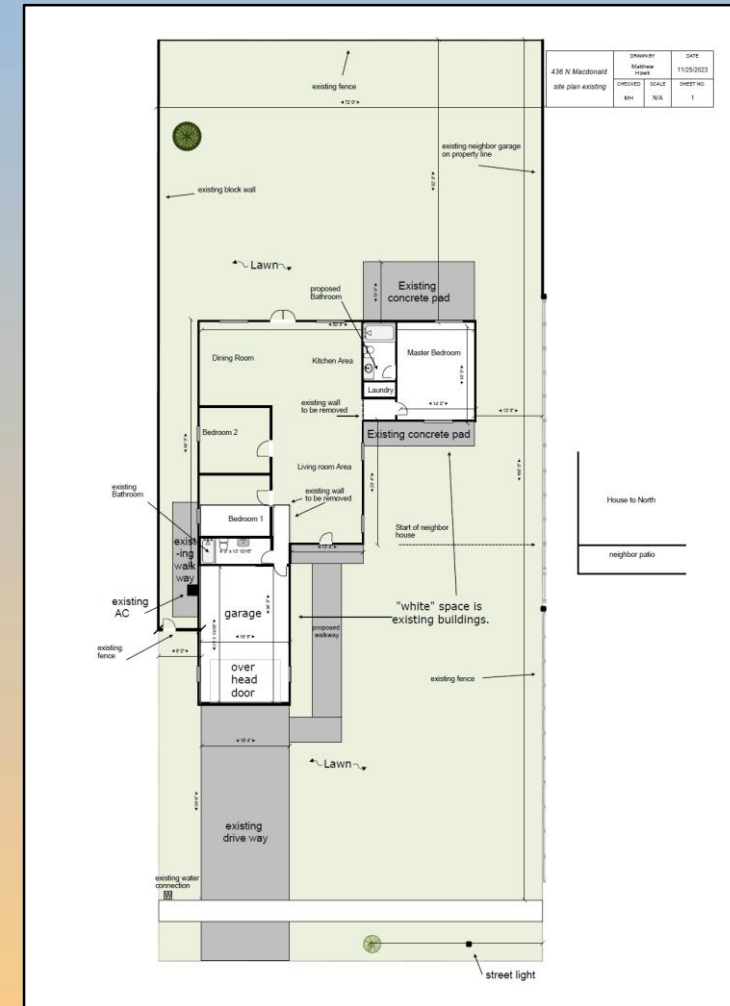 436 N Macdonald
site plan existing
DRAWN BY
Matthew
Hawk
DATE
11/25/2023
CHECKED
MH
SCALE
N/A
SHEET NO.
1
existing fence
72' 0"
existing neighbor garage
on property line
existing block wall
Lawn
proposed
Bathroom
Existing
concrete pad
Dining Room
Kitchen Area
Master Bedroom
Laundry
existing wall
to be removed
Bedroom 2
Existing concrete pad
Living room Area
existing
Bathroom
existing wall
to be removed
Bedroom 1
House to North
exist
-ing
walk
way
Start of neighbor
house
neighbor patio
existing
AC
garage
"white" space is
existing buildings.
proposed
walkway
existing
fence
over
head
door
existing fence
Lawn
existing
drive way
existing water
connection
street light